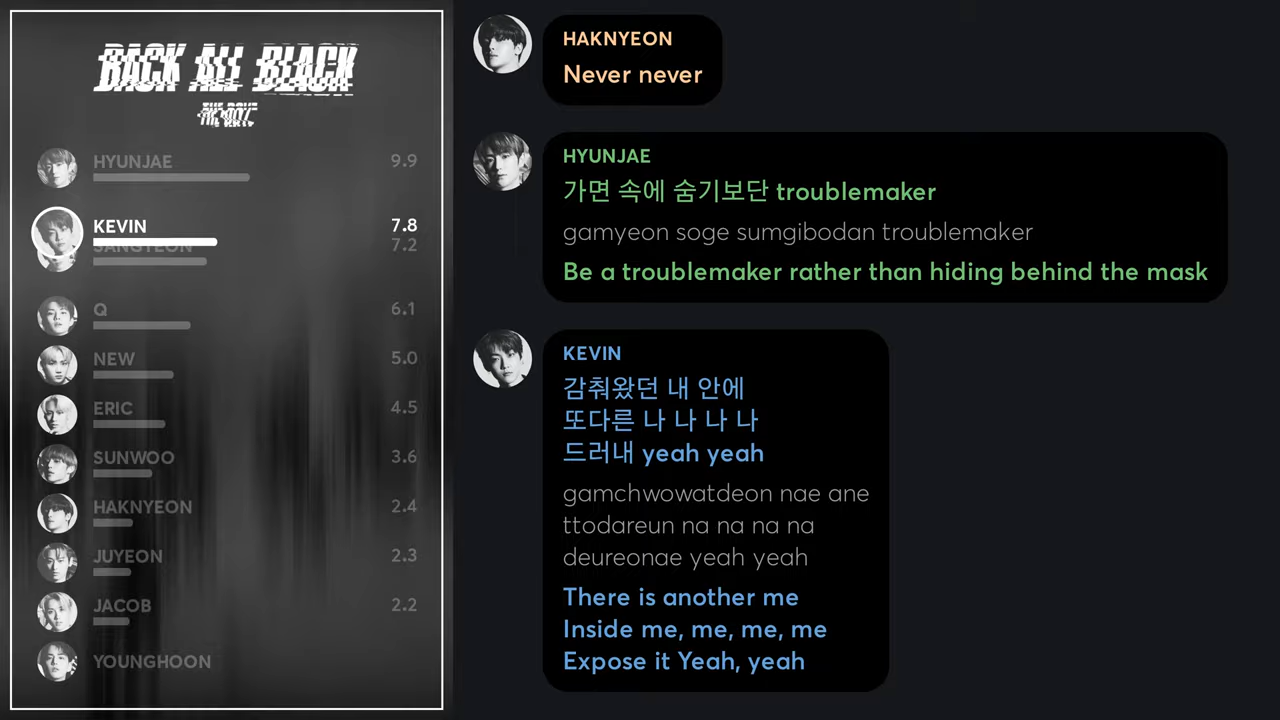 BACK ALL BLACK
THE BOYZ
HYUNJAE 9.9
KEVIN 7.8
SANGYEON 7.2
Q 6.1
NEW 5.0
ERIC 4.5
SUNWOO 3.6
HAKNYEON 2.4
JUYEON 2.3
JACOB 2.2
YOUNGHOON
HAKNYEON
Never never
HYUNJAE
가면 속에 숨기보단 troublemaker
gamyeon soge sumgibodan troublemaker
Be a troublemaker rather than hiding behind the mask
KEVIN
감춰왔던 내 안에
또다른 나 나 나 나
드러내 yeah yeah
gamchwowatdeon nae ane
ttodareun na na na na
deureonae yeah yeah
There is another me
Inside me, me, me, me
Expose it Yeah, yeah